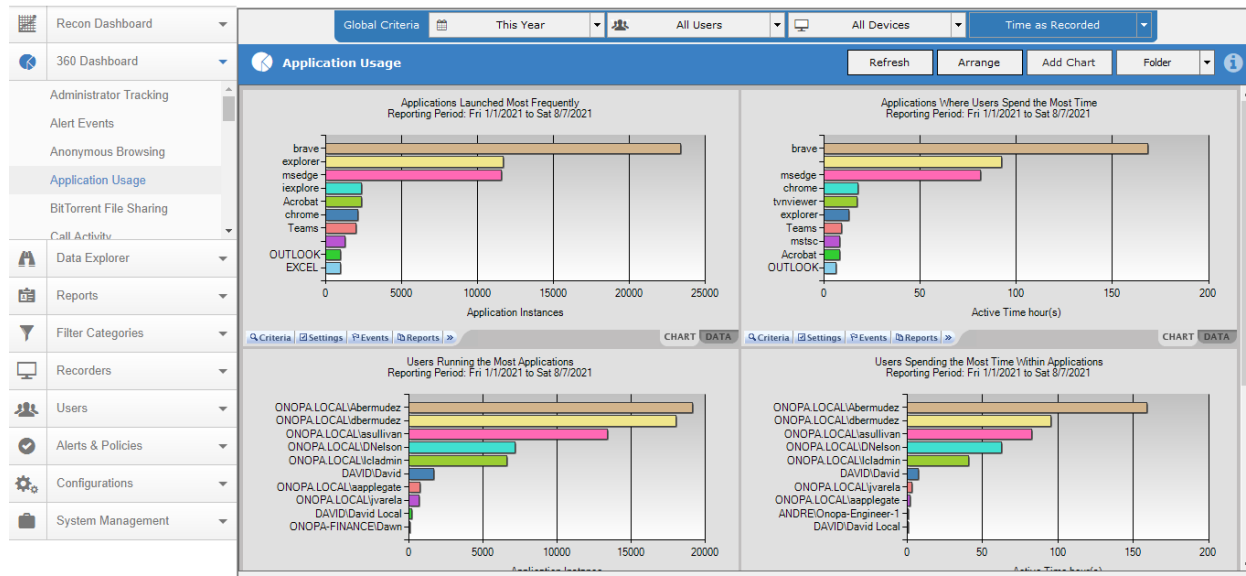 Recon Dashboard
360 Dashboard
Administrator Tracking
Alert Events
Anonymous Browsing
Application Usage
BitTorrent File Sharing
Call Activity
Data Explorer
Reports
Filter Categories
Recorders
Users
Alerts & Policies
Configurations
System Management
Global Criteria This Year All Users All Devices Time as Recorded
Application Usage Refresh Arrange Add Chart Folder
Applications Launched Most Frequently
Reporting Period: Fri 1/1/2021 to Sat 8/7/2021
brave
explorer
msedge
iexplore
Acrobat
chrome
Teams
OUTLOOK
EXCEL
0 5000 10000 15000 20000 25000
Application Instances
Criteria Settings Events Reports » CHART DATA
Applications Where Users Spend the Most Time
Reporting Period: Fri 1/1/2021 to Sat 8/7/2021
brave
msedge
chrome
tvnviewer
explorer
Teams
mstsc
Acrobat
OUTLOOK
0 50 100 150 200
Active Time hour(s)
Criteria Settings Events Reports » CHART DATA
Users Running the Most Applications
Reporting Period: Fri 1/1/2021 to Sat 8/7/2021
ONOPA.LOCAL\Abermudez
ONOPA.LOCAL\dbermudez
ONOPA.LOCAL\asullivan
ONOPA.LOCAL\DNelson
ONOPA.LOCAL\lcladmin
DAVID\David
ONOPA.LOCAL\aapplegate
ONOPA.LOCAL\jvarela
DAVID\David Local
ONOPA-FINANCE\Dawn
0 5000 10000 15000 20000
Application Instances
Users Spending the Most Time Within Applications
Reporting Period: Fri 1/1/2021 to Sat 8/7/2021
ONOPA.LOCAL\Abermudez
ONOPA.LOCAL\dbermudez
ONOPA.LOCAL\asullivan
ONOPA.LOCAL\DNelson
ONOPA.LOCAL\lcladmin
DAVID\David
ONOPA.LOCAL\jvarela
ONOPA.LOCAL\aapplegate
ANDRE\Onopa-Engineer-1
DAVID\David Local
0 50 100 150 200
Active Time hour(s)